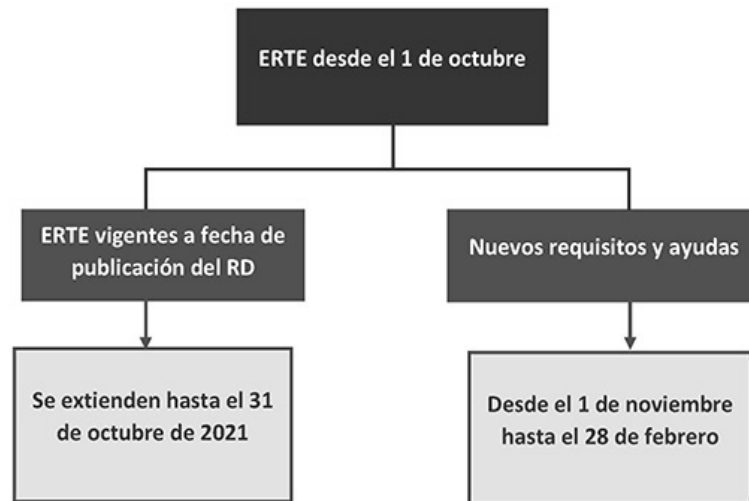 ERTE desde el 1 de octubre
ERTE vigentes a fecha de
publicación del RD
Nuevos requisitos y ayudas
Se extienden hasta el 31
de octubre de 2021
Desde el 1 de noviembre
hasta el 28 de febrero